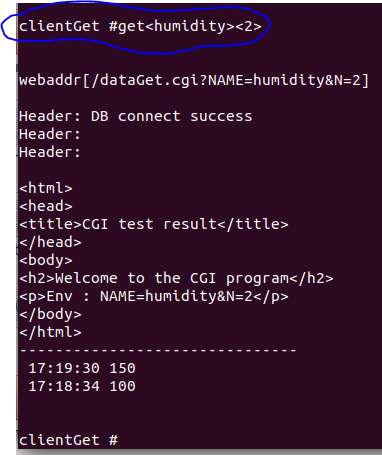 clientGet #get<humidity><2>
webaddr[/dataGet.cgi?NAME=humidity&N=2]
Header: DB connect success
Header:
Header:
<html>
<head>
<title>CGI test result</title>
</head>
<body>
<h2>Welcome to the CGI program</h2>
<p>Env : NAME=humidity&N=2</p>
</body>
</html>
-------------------------------
17:19:30 150
17:18:34 100
clientGet #